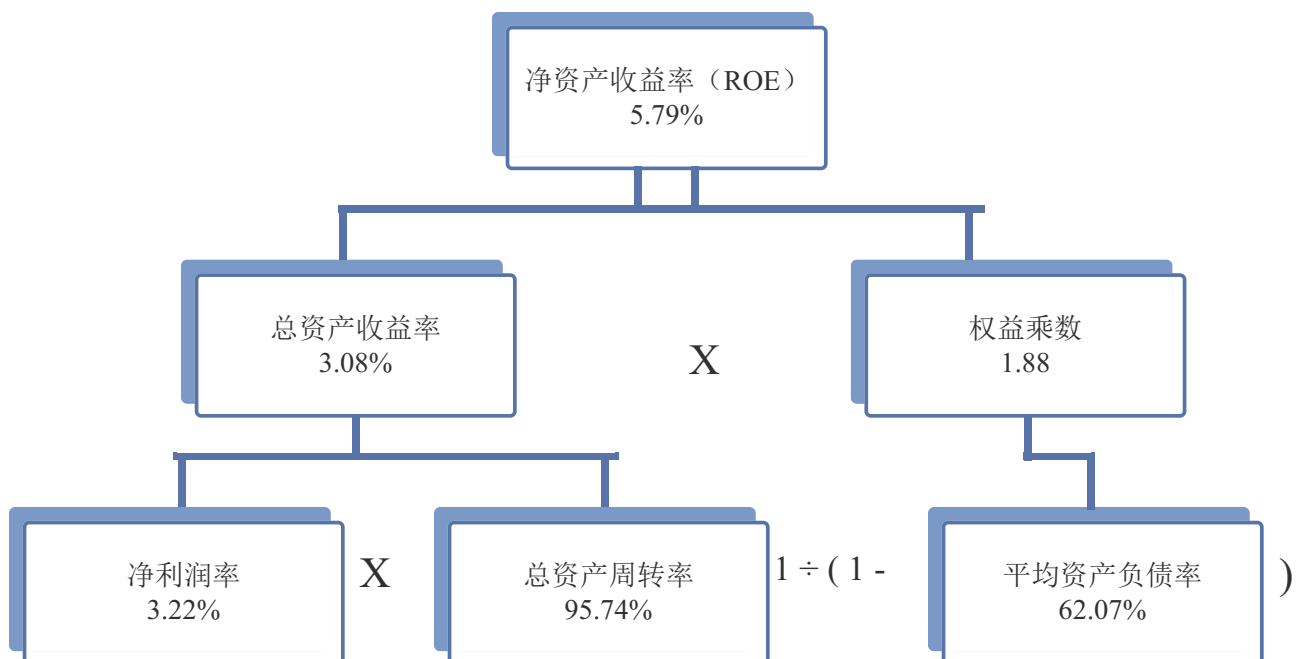 净资产收益率（ROE）
5.79%
总资产收益率
3.08%
X
权益乘数
1.88
净利润率
3.22%
X
总资产周转率
95.74%
1 ÷ ( 1 -
平均资产负债率
62.07%
)